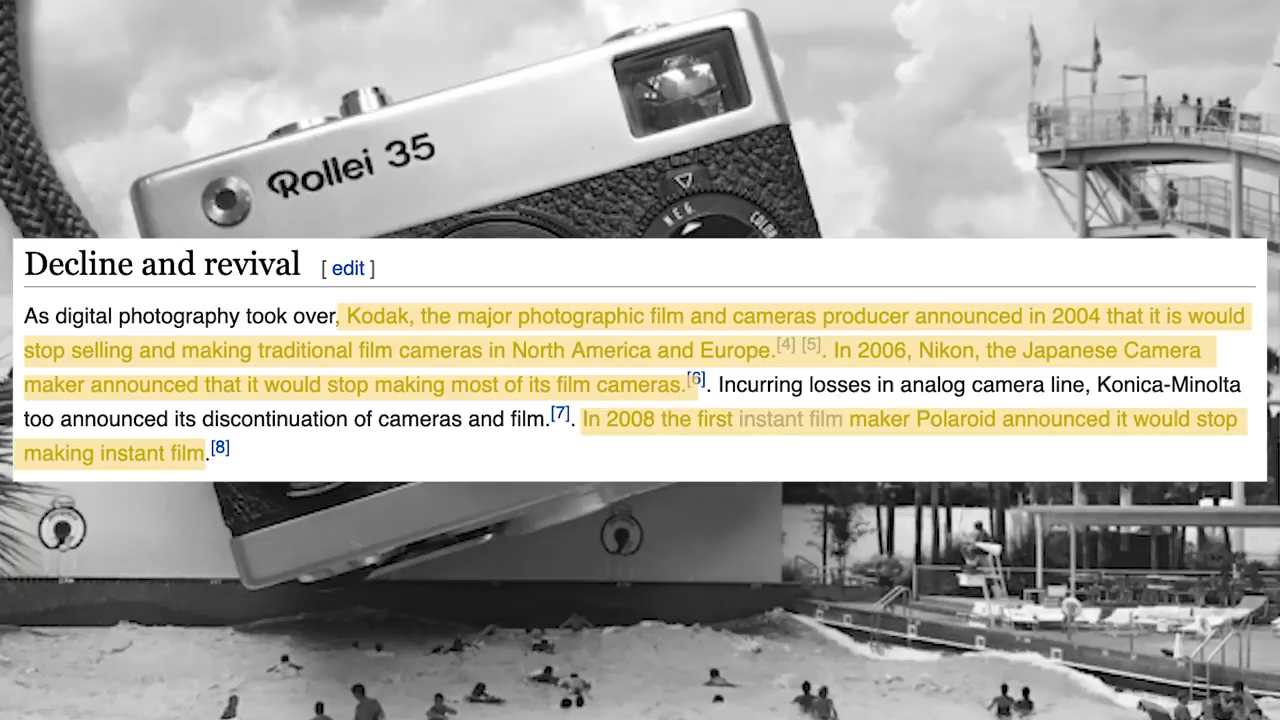 Rollei 35
NEG
COLOR
Decline and revival [ edit ]
As digital photography took over, Kodak, the major photographic film and cameras producer announced in 2004 that it is would
stop selling and making traditional film cameras in North America and Europe.[4] [5]. In 2006, Nikon, the Japanese Camera
maker announced that it would stop making most of its film cameras.[6]. Incurring losses in analog camera line, Konica-Minolta
too announced its discontinuation of cameras and film.[7]. In 2008 the first instant film maker Polaroid announced it would stop
making instant film.[8]